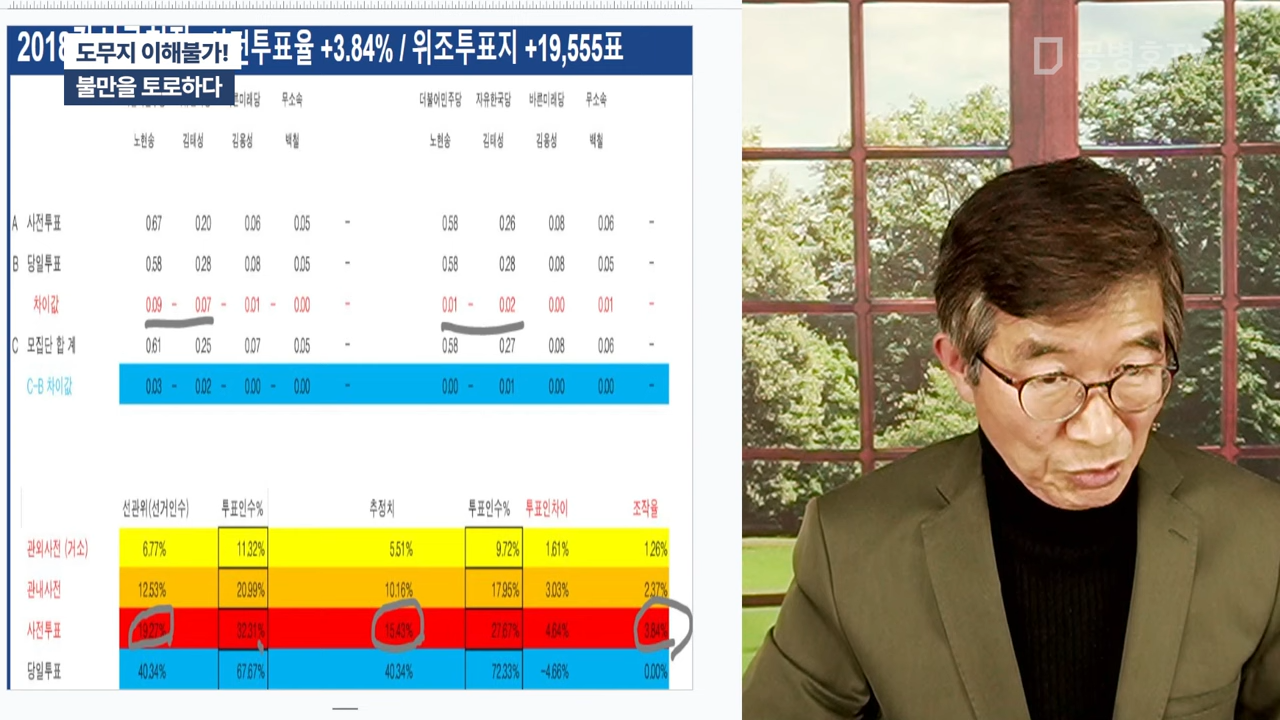 사전투표율 +3.84% / 위조투표지 +19,555표
도무지 이해불가!
불만을 토로하다
더불어민주당 자유한국당 바른미래당 무소속
노현송 김태성 김용성 백철 노현송 김태성 김용성 백철
A 사전투표 0.67 0.20 0.06 0.05 - 0.58 0.26 0.08 0.06 -
B 당일투표 0.58 0.28 0.08 0.05 - 0.58 0.28 0.08 0.05 -
차이값 0.09 - 0.07 - 0.01 - 0.00 0.01 - 0.02 0.00 0.01 -
C 모집단 합 계 0.61 0.25 0.07 0.05 - 0.58 0.27 0.08 0.06 -
C-B 차이값 0.03 - 0.02 - 0.00 - 0.00 0.00 - 0.01 0.00 0.00 -
선관위(선거인수) 투표인수% 추정치 투표인수% 투표인차이 조작율
관외사전 (거소) 6.77% 11.32% 5.51% 9.72% 1.61% 1.26%
관내사전 12.53% 20.99% 10.16% 17.95% 3.03% 2.37%
사전투표 19.27% 32.31% 15.43% 27.67% 4.64% 3.84%
당일투표 40.34% 67.67% 40.34% 72.33% -4.66% 0.00%